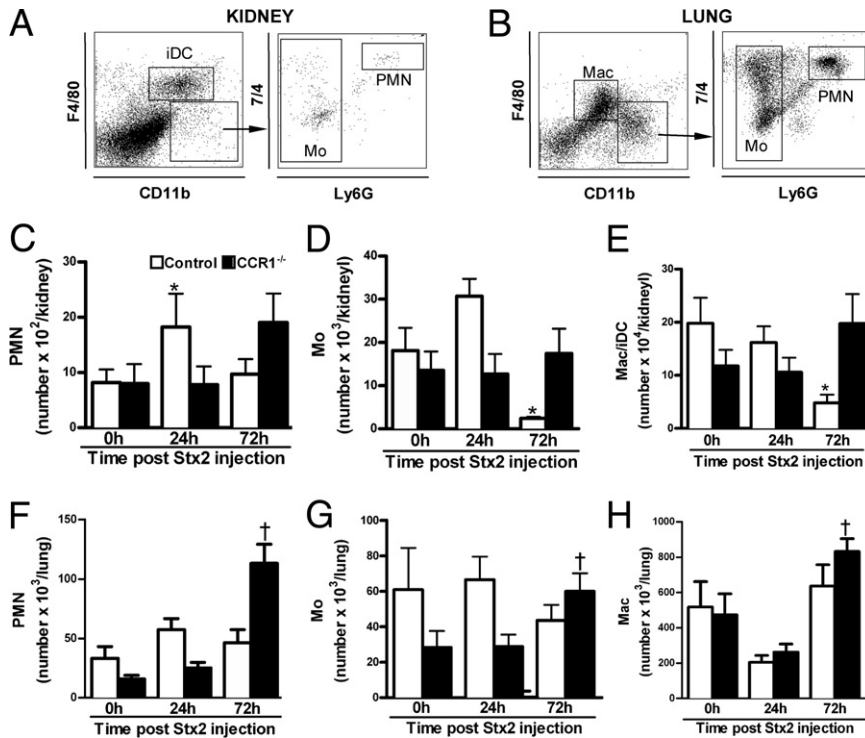 A KIDNEY
B LUNG
iDC
F4/80
CD11b
7/4
PMN
Mo
Ly6G
Mac
F4/80
CD11b
7/4
PMN
Mo
Ly6G
C
Control CCR1-/-
PMN
(number x 10²/kidney)
30
20
10
0
*
0h 24h 72h
Time post Stx2 injection
D
Mo
(number x 10³/kidneyl)
40
30
20
10
0
*
0h 24h 72h
Time post Stx2 injection
E
Mac/iDC
(number x 10⁴/kidneyl)
30
20
10
0
*
0h 24h 72h
Time post Stx2 injection
F
PMN
(number x 10³/lung)
150
100
50
0
†
0h 24h 72h
Time post Stx2 injection
G
Mo
(number x 10³/lung)
100
80
60
40
20
0
†
0h 24h 72h
Time post Stx2 injection
H
Mac
(number x 10³/lung)
1000
800
600
400
200
0
†
0h 24h 72h
Time post Stx2 injection